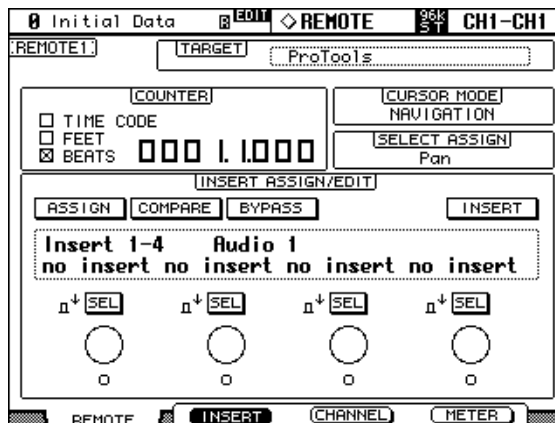 0 Initial Data EDIT ◇REMOTE 96k ST CH1-CH1
REMOTE1 TARGET ProTools
COUNTER
CURSOR MODE
NAVIGATION
TIME CODE
FEET
BEATS 000 1. 1.000
SELECT ASSIGN
Pan
INSERT ASSIGN/EDIT
ASSIGN COMPARE BYPASS INSERT
Insert 1-4 Audio 1
no insert no insert no insert no insert
SEL SEL SEL SEL
REMOTE INSERT CHANNEL METER